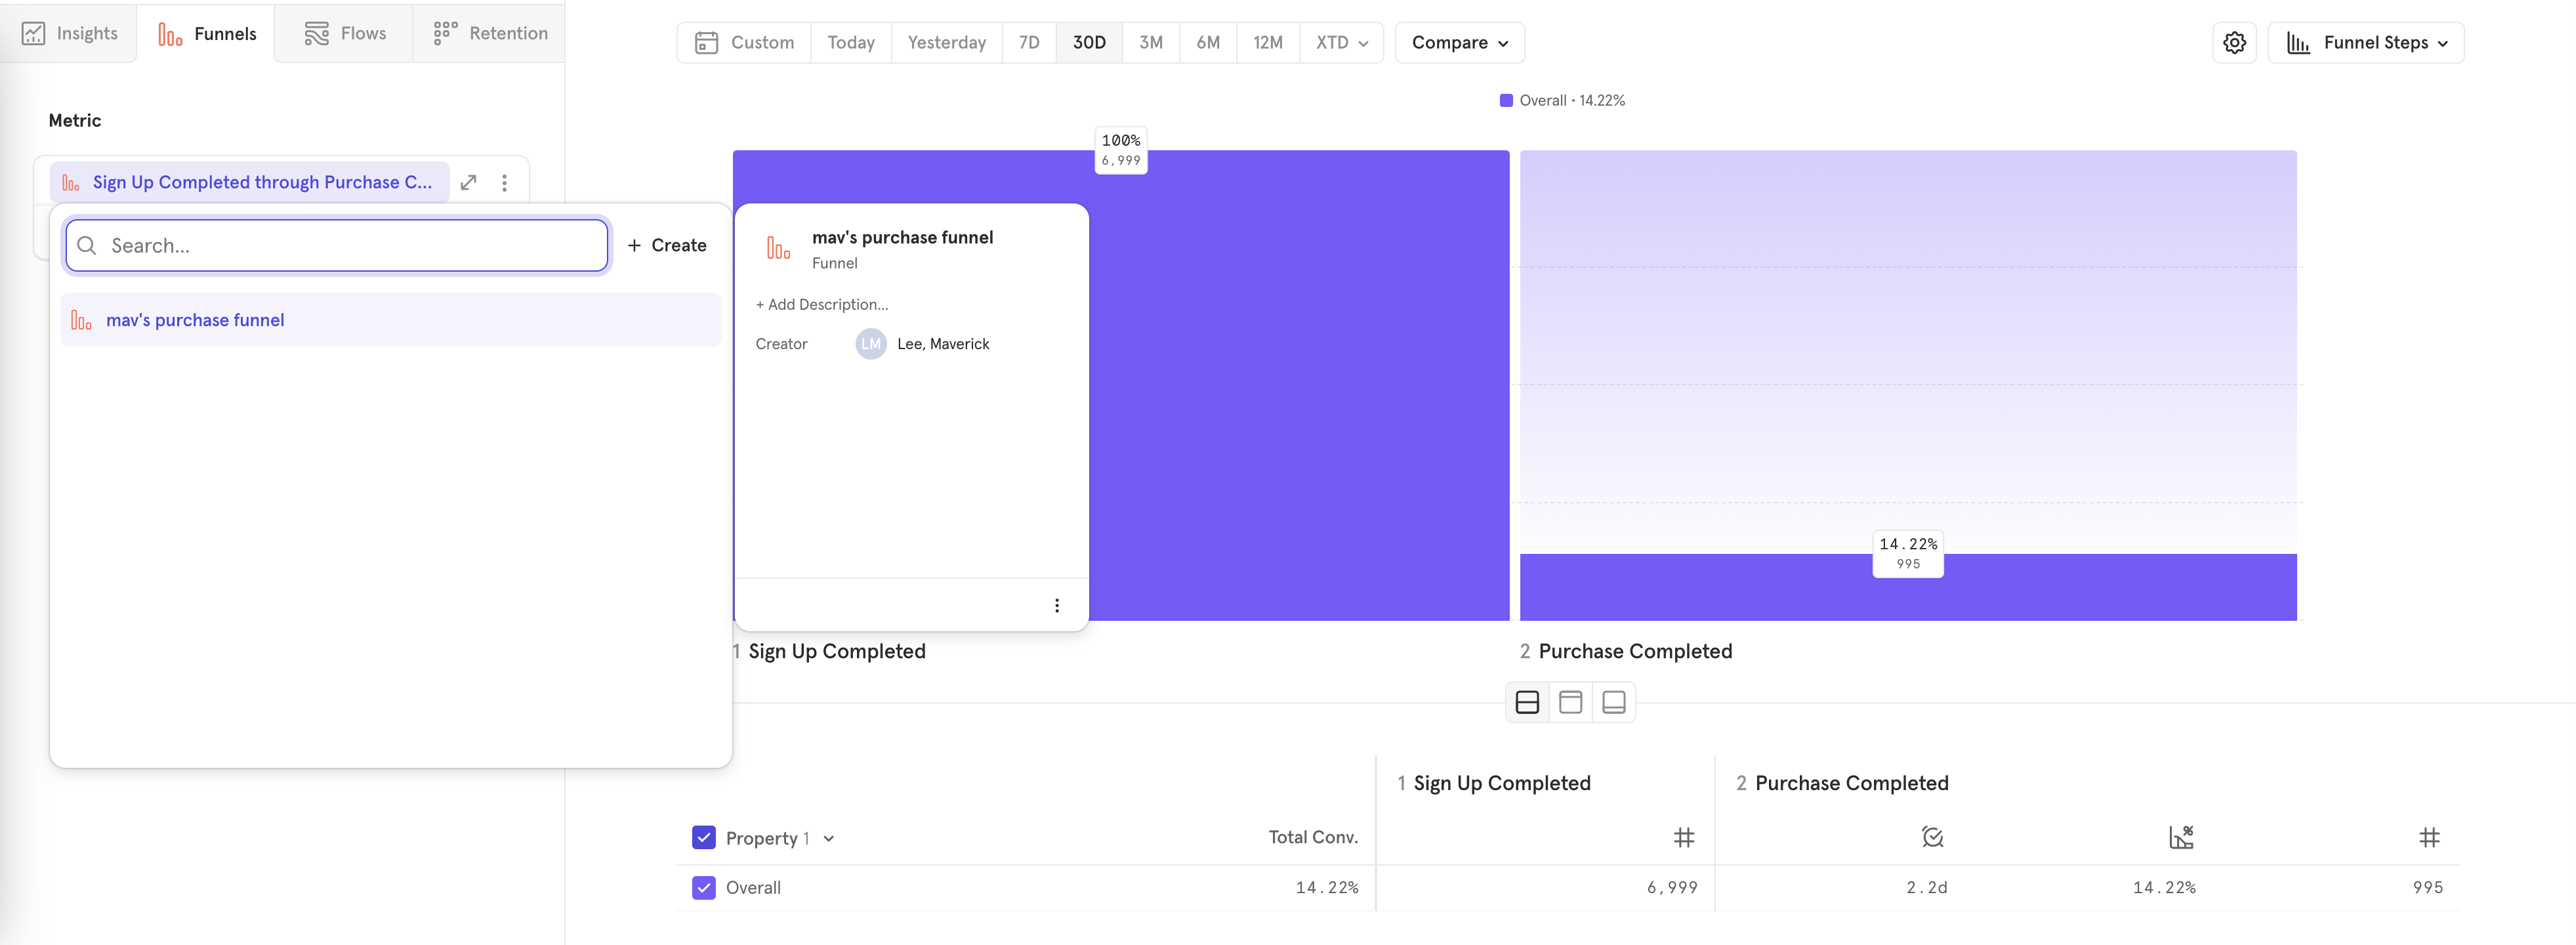 Insights
Funnels
Flows
Retention
Custom
Today
Yesterday
7D
30D
3M
6M
12M
XTD
Compare
Funnel Steps
Metric
Sign Up Completed through Purchase C...
Search...
+ Create
mav's purchase funnel
mav's purchase funnel
Funnel
+ Add Description...
Creator
LM
Lee, Maverick
Overall • 14.22%
100%
6,999
14.22%
995
1 Sign Up Completed
2 Purchase Completed
1 Sign Up Completed
2 Purchase Completed
Property 1
Total Conv.
Overall
14.22%
6,999
2.2d
14.22%
995